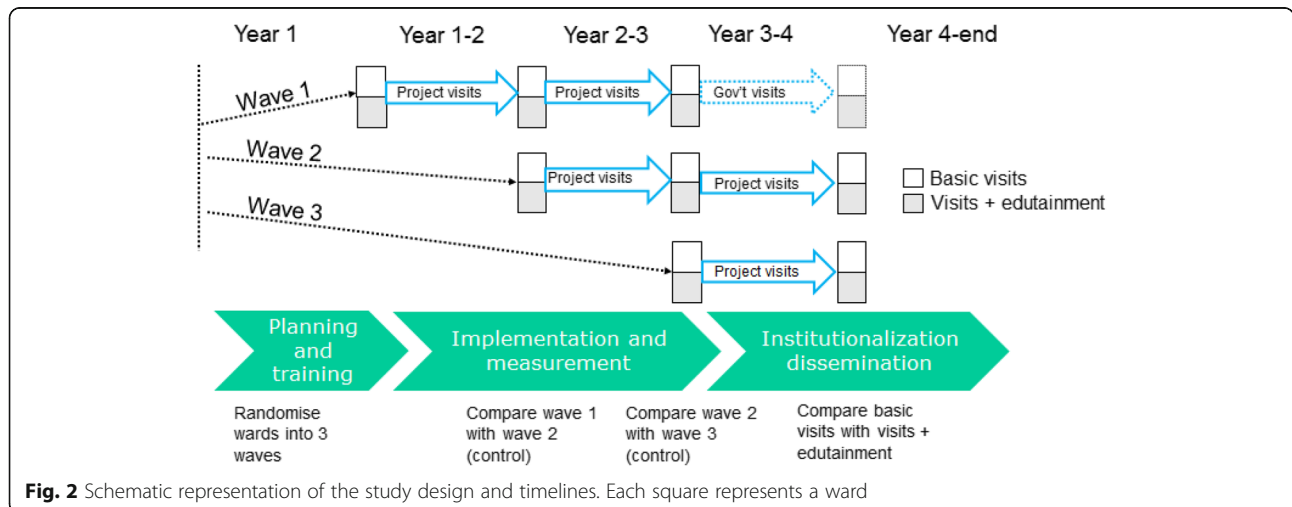 Year 1 Year 1-2 Year 2-3 Year 3-4 Year 4-end
Wave 1
Project visits Project visits Gov't visits
Wave 2
Project visits Project visits
Basic visits
Visits + edutainment
Wave 3
Project visits
Planning
and
training
Implementation and
measurement
Institutionalization
dissemination
Randomise
wards into 3
waves
Compare wave 1
with wave 2
(control)
Compare wave 2
with wave 3
(control)
Compare basic
visits with visits +
edutainment
Fig. 2 Schematic representation of the study design and timelines. Each square represents a ward